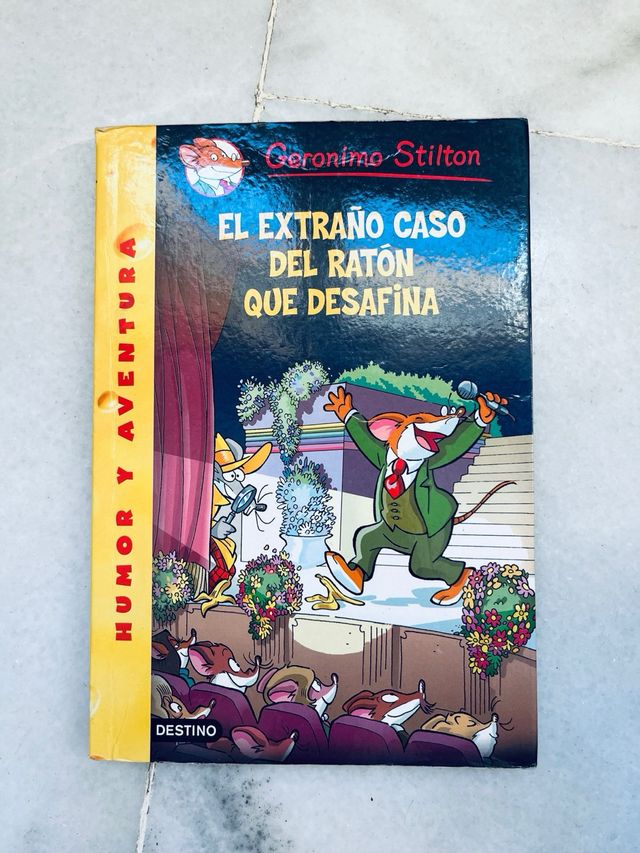 Geronimo Stilton
EL EXTRAÑO CASO
DEL RATÓN
QUE DESAFiNA
HUMOR Y AVENTURA
DESTINO